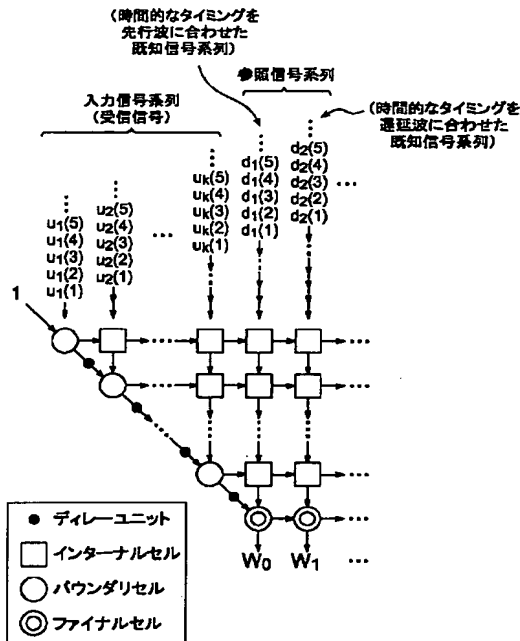 (時間的なタイミングを
先行波に合わせた
既知信号系列)
参照信号系列
入力信号系列
(受信信号)
(時間的なタイミングを
遅延波に合わせた
既知信号系列)
u1(5)
u1(4)
u1(3)
u1(2)
u1(1)
u2(5)
u2(4)
u2(3)
u2(2)
u2(1)
...
uk(5)
uk(4)
uk(3)
uk(2)
uk(1)
d1(5)
d1(4)
d1(3)
d1(2)
d1(1)
d2(5)
d2(4)
d2(3)
d2(2)
d2(1)
...
1
W0 W1 ...
ディレーユニット
インターナルセル
バウンダリセル
ファイナルセル